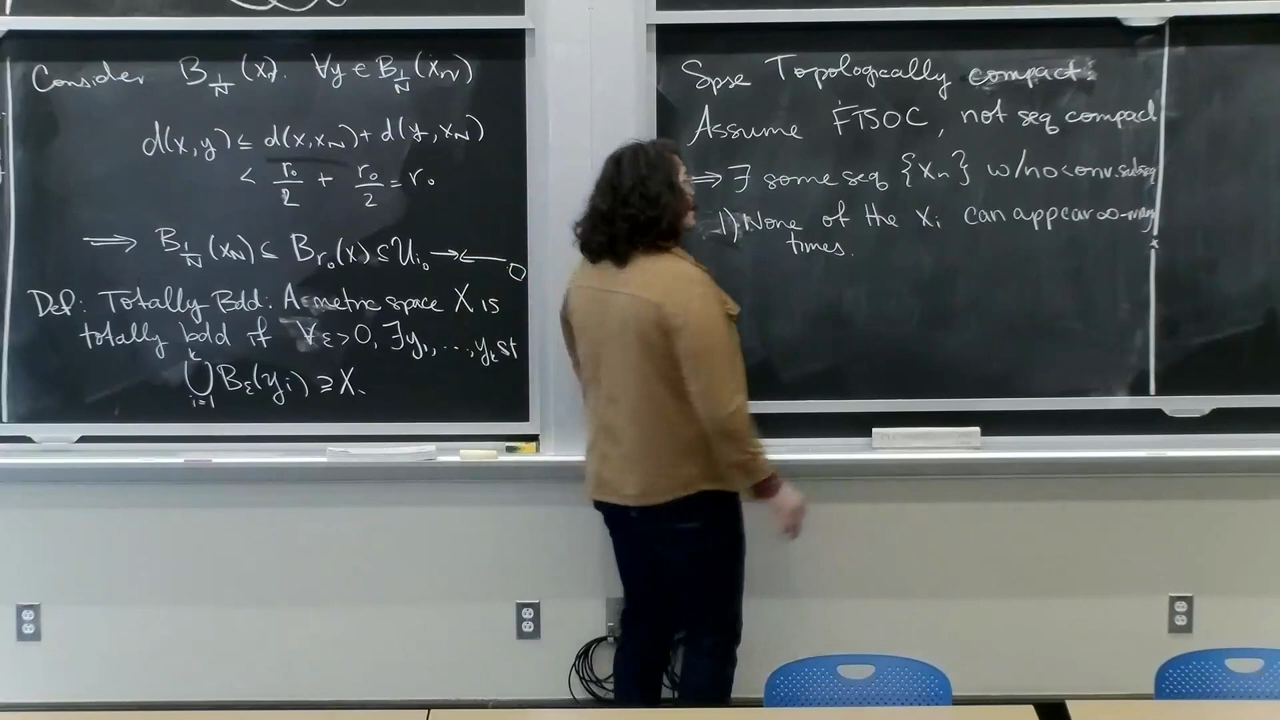 Consider B_{1/N}(x_N). ∀y ∈ B_{1/N}(x_N)
d(x,y) ≤ d(x,x_N) + d(y,x_N)
< r₀/2 + r₀/2 = r₀
⟹ B_{1/N}(x_N) ⊆ B_{r₀}(x) ⊆ U_{i₀} →←
Def: Totally Bdd: A metric space X is
totally bdd if ∀ε>0, ∃y₁, ..., y_k st
⋃_{i=1}^{k} B_ε(y_i) ⊇ X.
Spse Topologically compact:
Assume FTSOC, not seq compact
⟹ ∃ some seq {x_n} w/ no conv. subseq
1) None of the x_i can appear ∞-many
times.